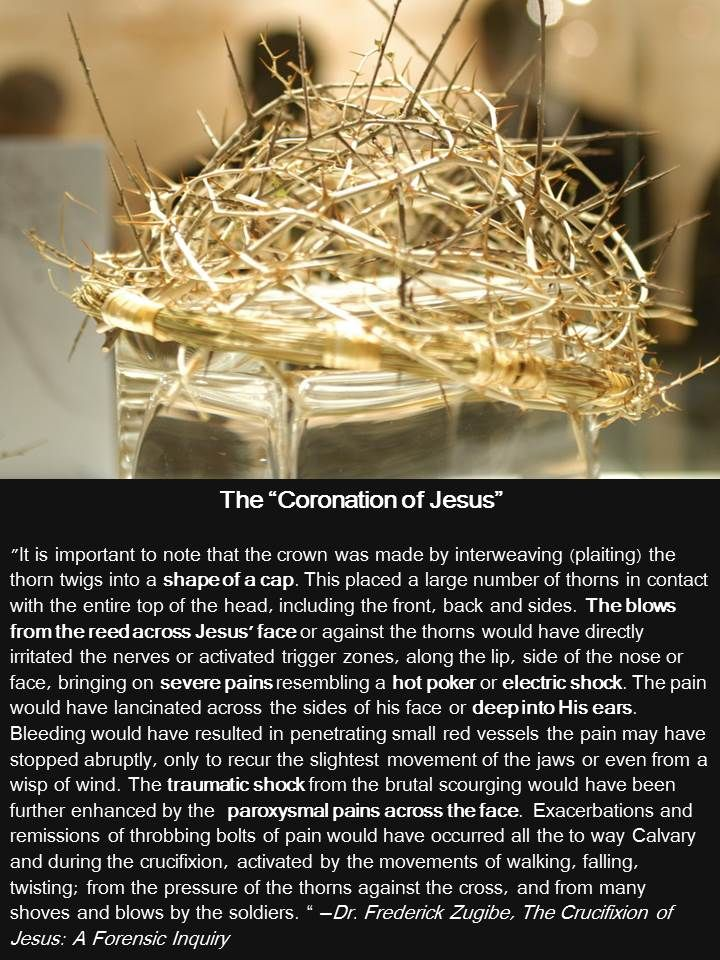 The “Coronation of Jesus”
”It is important to note that the crown was made by interweaving (plaiting) the
thorn twigs into a shape of a cap. This placed a large number of thorns in contact
with the entire top of the head, including the front, back and sides. The blows
from the reed across Jesus’ face or against the thorns would have directly
irritated the nerves or activated trigger zones, along the lip, side of the nose or
face, bringing on severe pains resembling a hot poker or electric shock. The pain
would have lancinated across the sides of his face or deep into His ears.
Bleeding would have resulted in penetrating small red vessels the pain may have
stopped abruptly, only to recur the slightest movement of the jaws or even from a
wisp of wind. The traumatic shock from the brutal scourging would have been
further enhanced by the paroxysmal pains across the face. Exacerbations and
remissions of throbbing bolts of pain would have occurred all the to way Calvary
and during the crucifixion, activated by the movements of walking, falling,
twisting; from the pressure of the thorns against the cross, and from many
shoves and blows by the soldiers. “ –Dr. Frederick Zugibe, The Crucifixion of
Jesus: A Forensic Inquiry